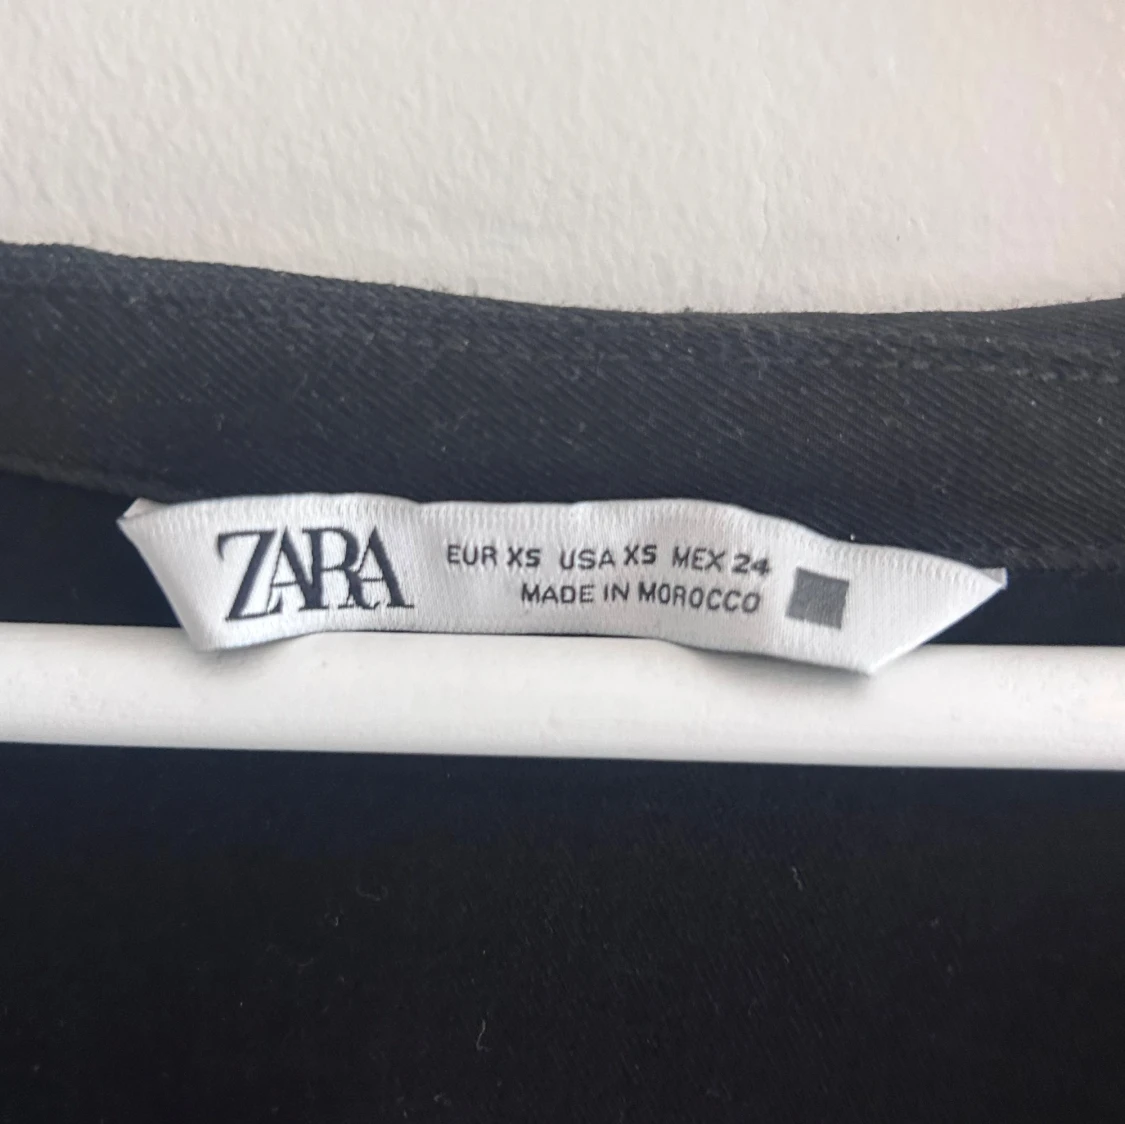 ZARA
EUR XS USA XS MEX 24
MADE IN MOROCCO